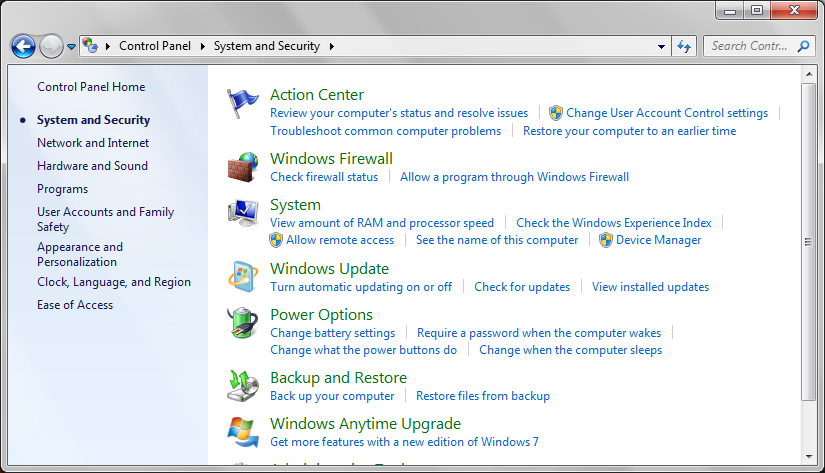 Control Panel
System and Security
Search Contr...
Control Panel Home
System and Security
Network and Internet
Hardware and Sound
Programs
User Accounts and Family
Safety
Appearance and
Personalization
Clock, Language, and Region
Ease of Access
Action Center
Review your computer's status and resolve issues
Change User Account Control settings
Troubleshoot common computer problems
Restore your computer to an earlier time
Windows Firewall
Check firewall status
Allow a program through Windows Firewall
System
View amount of RAM and processor speed
Check the Windows Experience Index
Allow remote access
See the name of this computer
Device Manager
Windows Update
Turn automatic updating on or off
Check for updates
View installed updates
Power Options
Change battery settings
Require a password when the computer wakes
Change what the power buttons do
Change when the computer sleeps
Backup and Restore
Back up your computer
Restore files from backup
Windows Anytime Upgrade
Get more features with a new edition of Windows 7